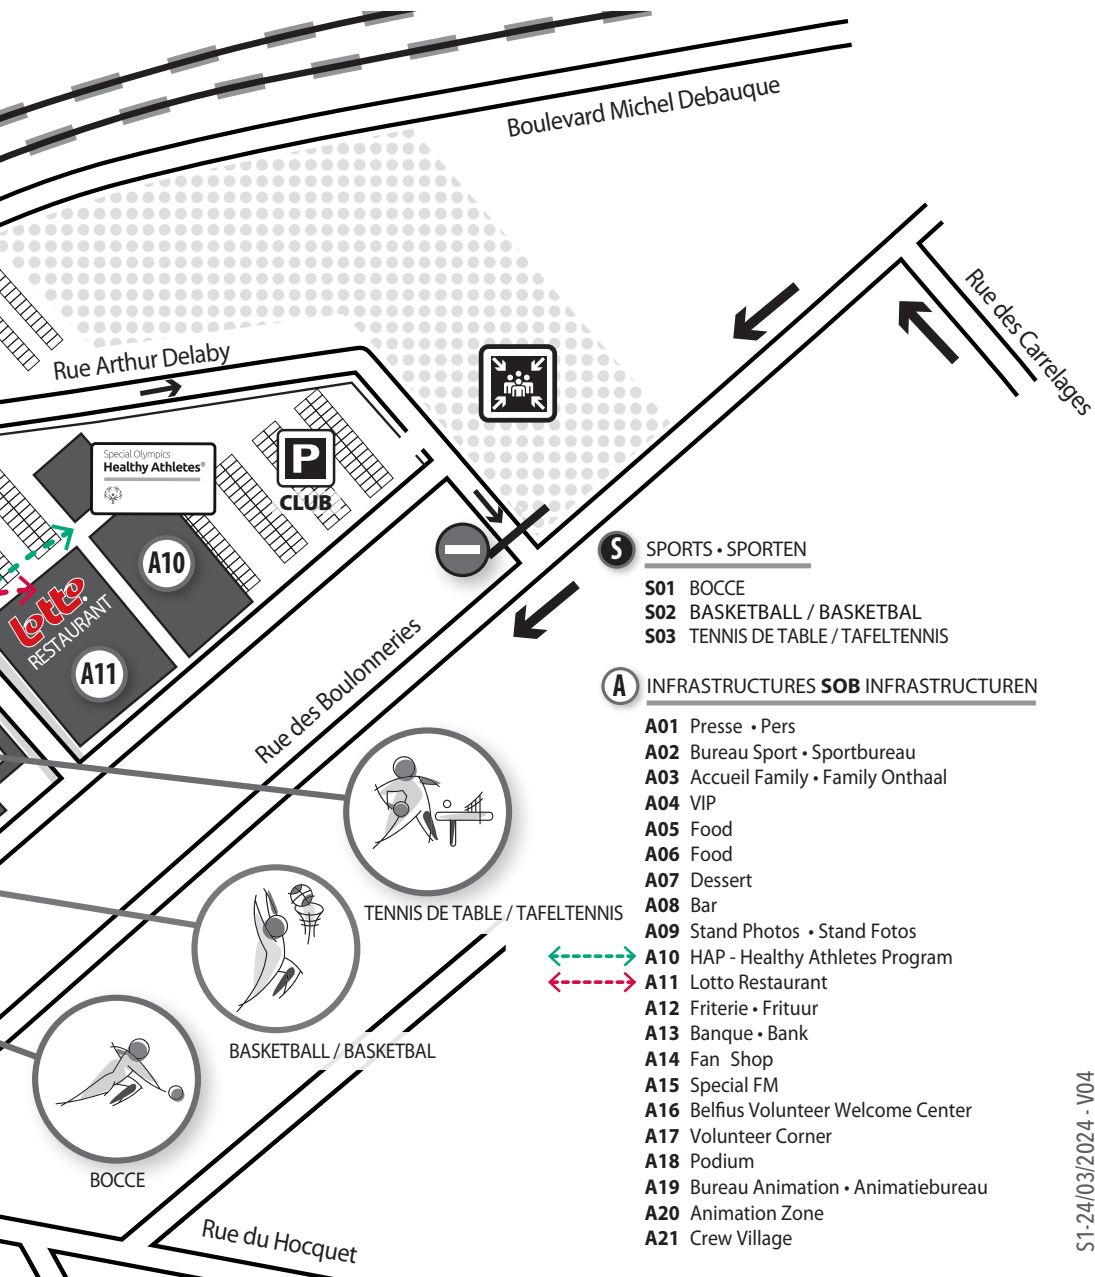 Boulevard Michel Debauque
Rue des Carrelages
Rue Arthur Delaby
Special Olympics
Healthy Athletes®
P
CLUB
A10
Lotto
RESTAURANT
A11
Rue des Boulonneries
S SPORTS • SPORTEN
S01 BOCCE
S02 BASKETBALL / BASKETBAL
S03 TENNIS DE TABLE / TAFELTENNIS
A INFRASTRUCTURES SOB INFRASTRUCTUREN
A01 Presse • Pers
A02 Bureau Sport • Sportbureau
A03 Accueil Family • Family Onthaal
A04 VIP
A05 Food
A06 Food
A07 Dessert
A08 Bar
A09 Stand Photos • Stand Fotos
A10 HAP - Healthy Athletes Program
A11 Lotto Restaurant
A12 Friterie • Frituur
A13 Banque • Bank
A14 Fan Shop
A15 Special FM
A16 Belfius Volunteer Welcome Center
A17 Volunteer Corner
A18 Podium
A19 Bureau Animation • Animatiebureau
A20 Animation Zone
A21 Crew Village
TENNIS DE TABLE / TAFELTENNIS
BASKETBALL / BASKETBAL
BOCCE
Rue du Hocquet
S1-24/03/2024 - V04